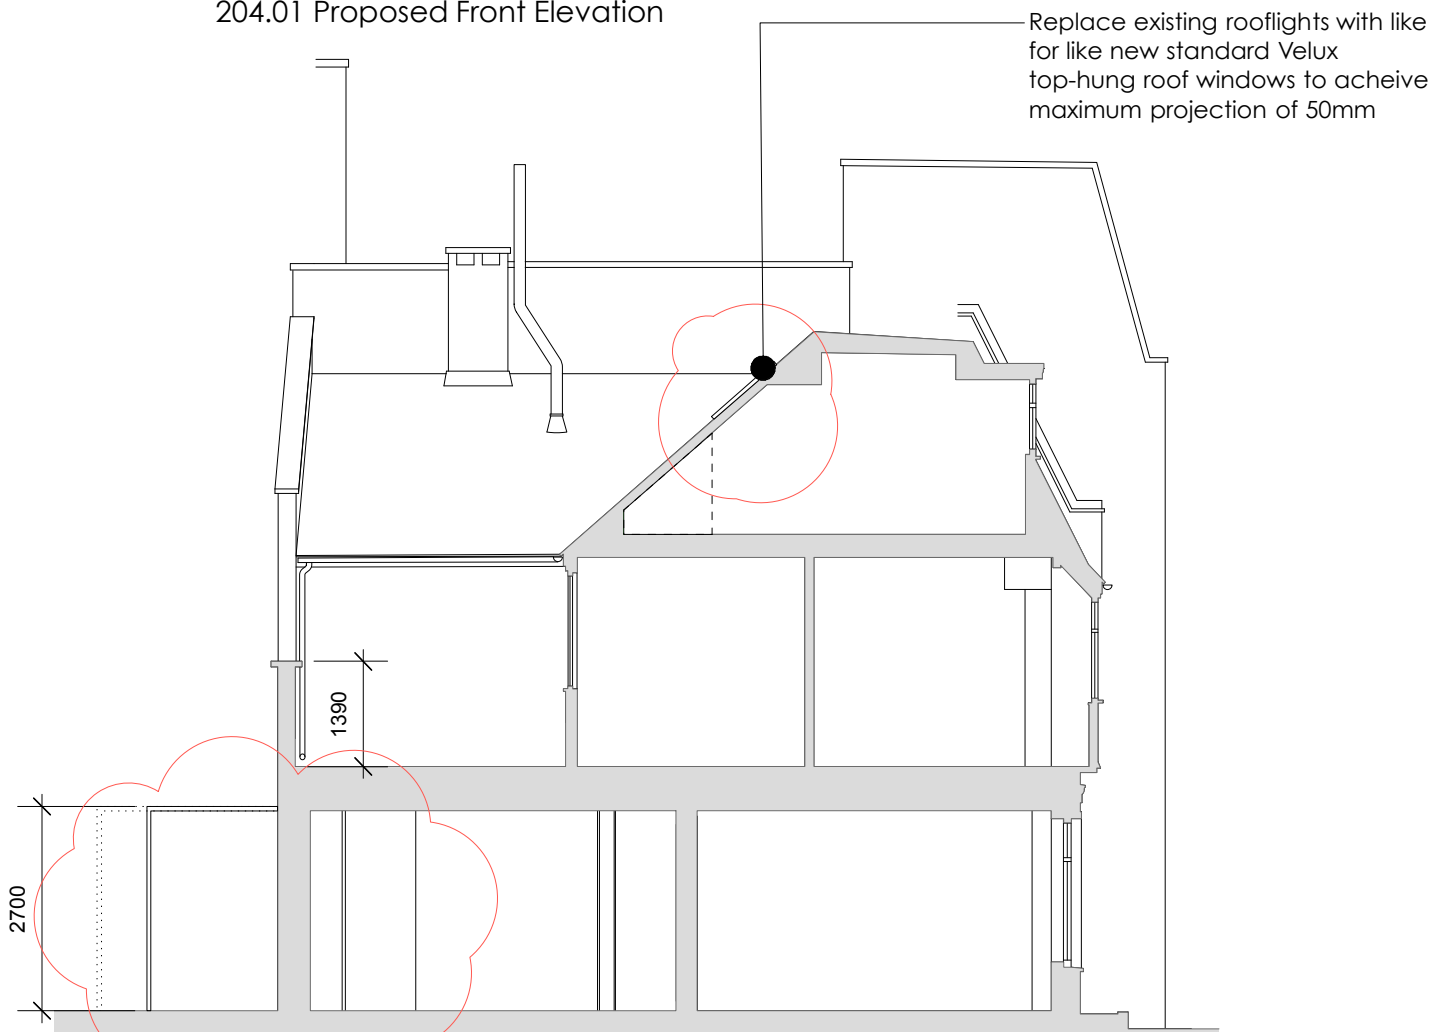 204.01 Proposed Front Elevation
Replace existing rooflights with like
for like new standard Velux
top-hung roof windows to acheive
maximum projection of 50mm
1390
2700